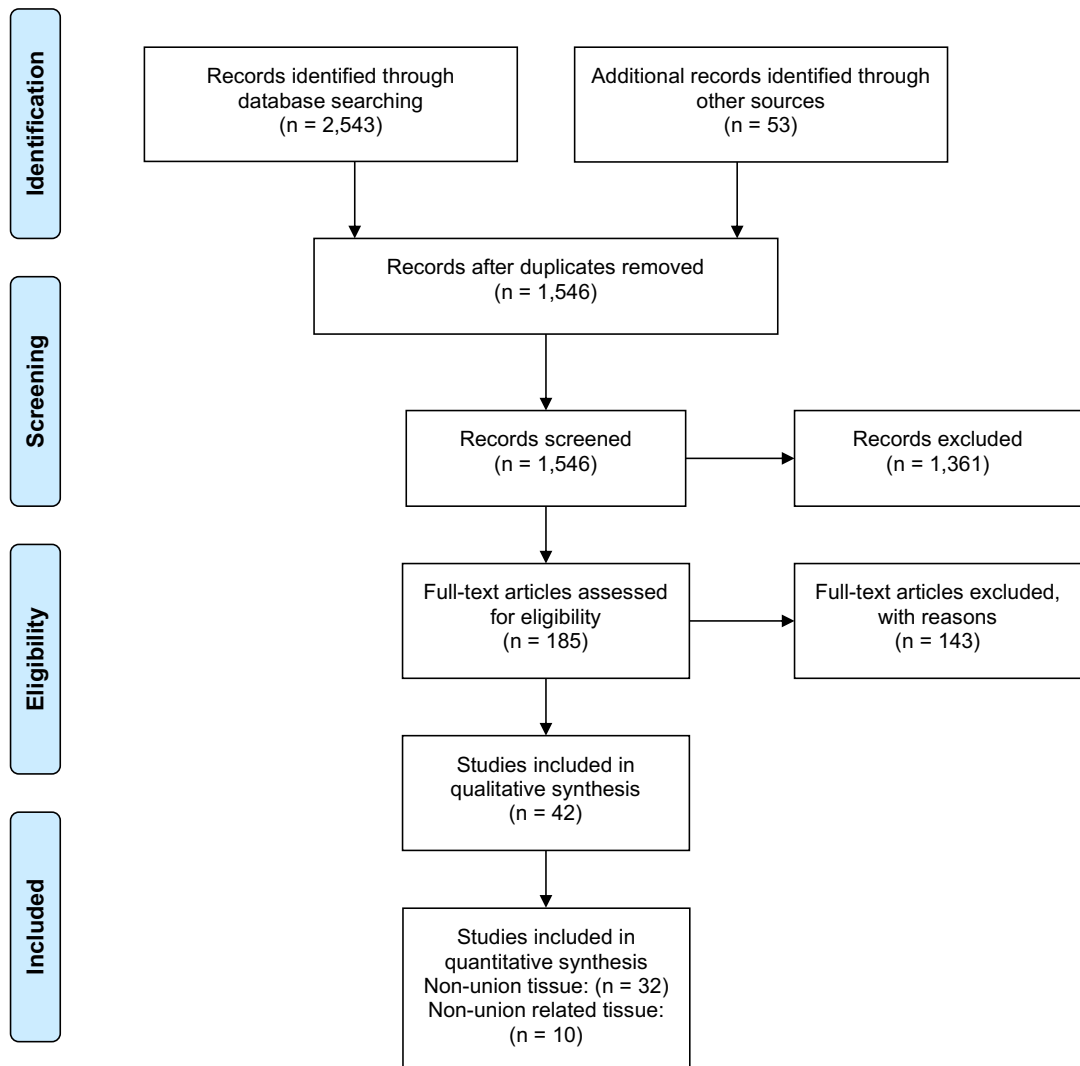 Identification
Records identified through
database searching
(n = 2,543)
Additional records identified through
other sources
(n = 53)
Records after duplicates removed
(n = 1,546)
Screening
Records screened
(n = 1,546)
Records excluded
(n = 1,361)
Eligibility
Full-text articles assessed
for eligibility
(n = 185)
Full-text articles excluded,
with reasons
(n = 143)
Studies included in
qualitative synthesis
(n = 42)
Included
Studies included in
quantitative synthesis
Non-union tissue: (n = 32)
Non-union related tissue:
(n = 10)